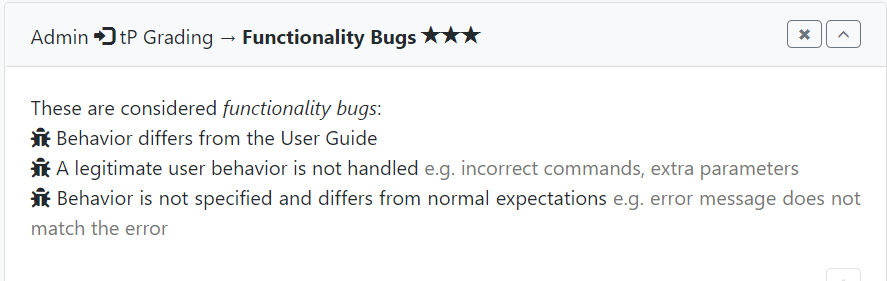 Admin tP Grading → Functionality Bugs ★★★
These are considered functionality bugs:
Behavior differs from the User Guide
A legitimate user behavior is not handled e.g. incorrect commands, extra parameters
Behavior is not specified and differs from normal expectations e.g. error message does not
match the error